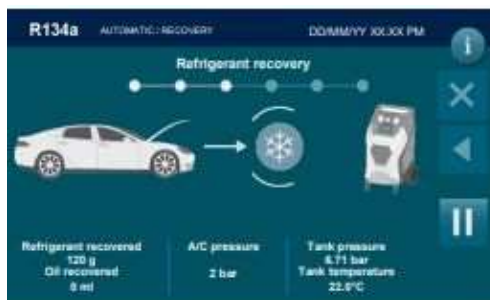 R134a
AUTOMATIC / RECOVERY
DD/MM/YY XX.XX PM
Refrigerant recovery
Refrigerant recovered
120 g
Oil recovered
0 ml
A/C pressure
2 bar
Tank pressure
6.71 bar
Tank temperature
22.6°C
i